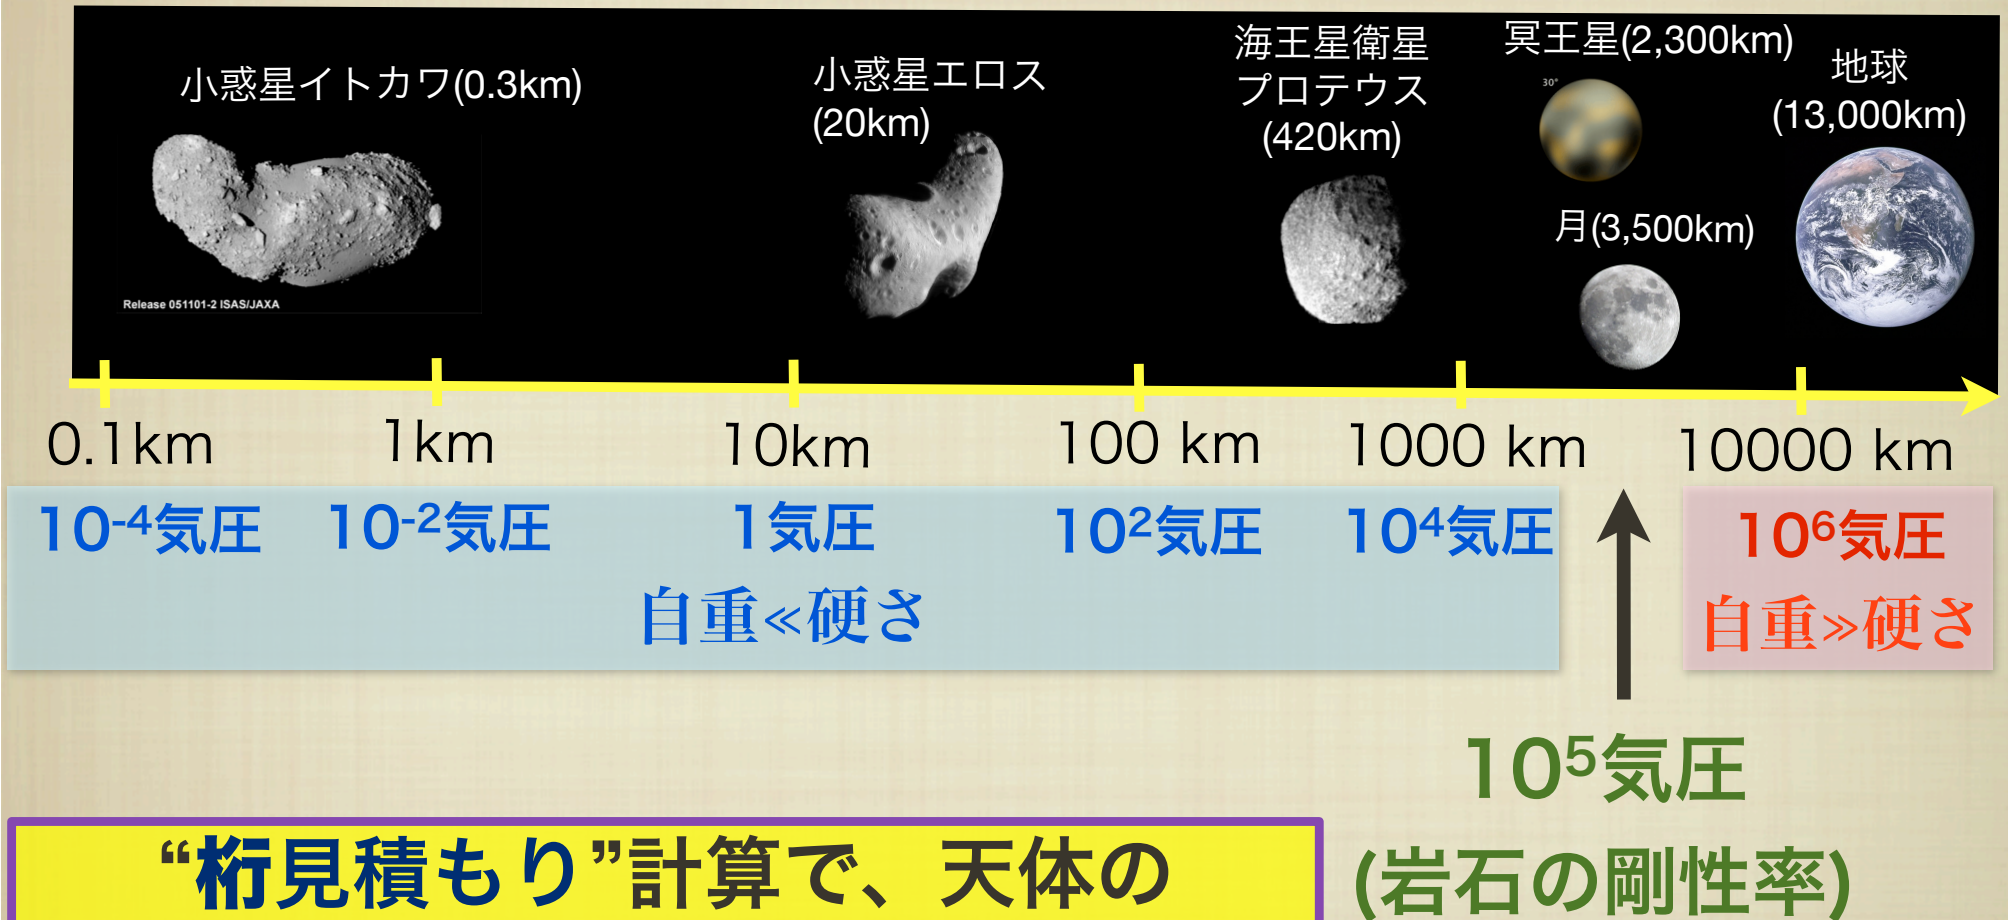 小惑星イトカワ(0.3km)
小惑星エロス
(20km)
海王星衛星
プロテウス
(420km)
冥王星(2,300km)
30°
地球
(13,000km)
月(3,500km)
Release 051101-2 ISAS/JAXA
0.1km 1km 10km 100 km 1000 km 10000 km
10⁻⁴気圧 10⁻²気圧 1気圧 10²気圧 10⁴気圧 10⁶気圧
自重≪硬さ 自重≫硬さ
10⁵気圧
(岩石の剛性率)
“桁見積もり”計算で、天体の